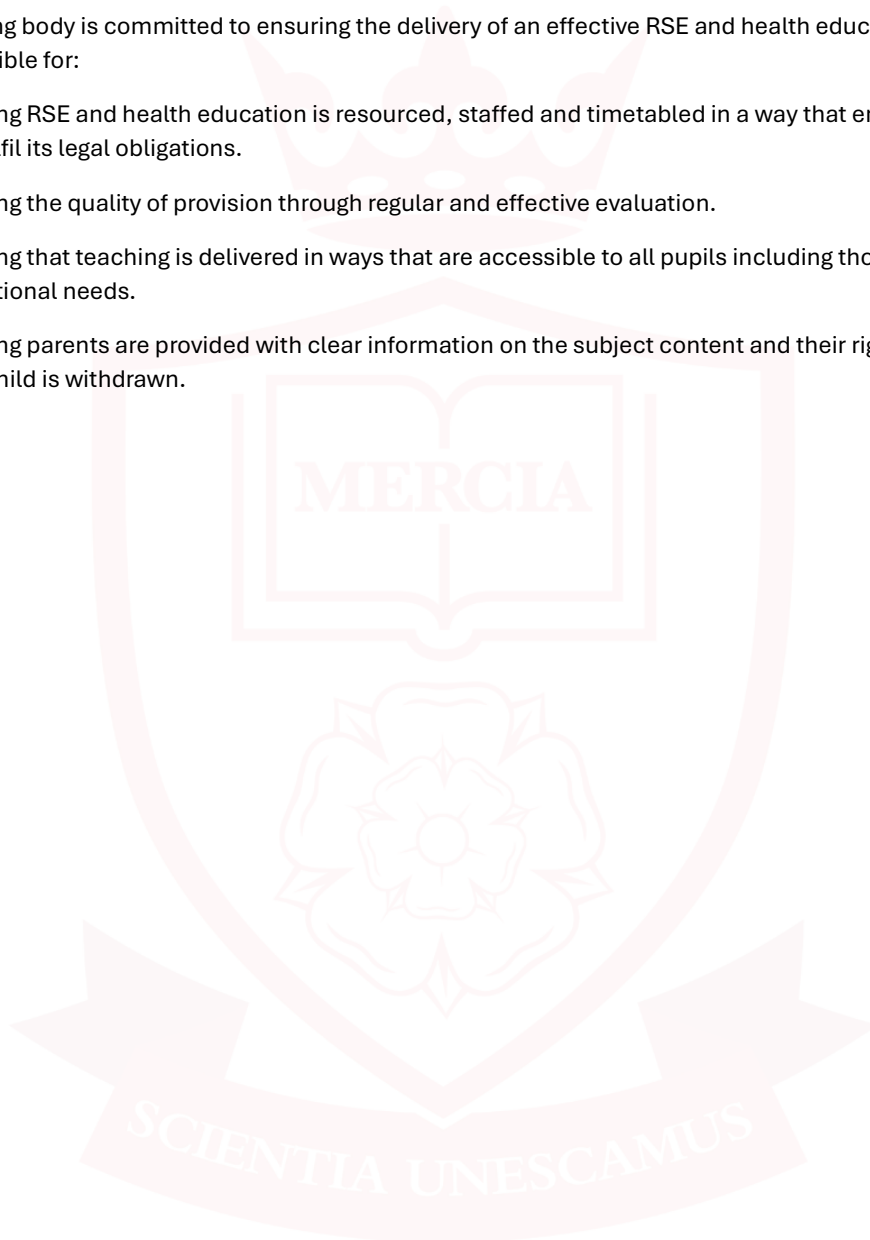 ng body is committed to ensuring the delivery of an effective RSE and health educ
ible for:
ng RSE and health education is resourced, staffed and timetabled in a way that en
fil its legal obligations.
ng the quality of provision through regular and effective evaluation.
ng that teaching is delivered in ways that are accessible to all pupils including tho
tional needs.
ng parents are provided with clear information on the subject content and their rig
hild is withdrawn.
MERCIA
SCIENTIA UNESCAMUS